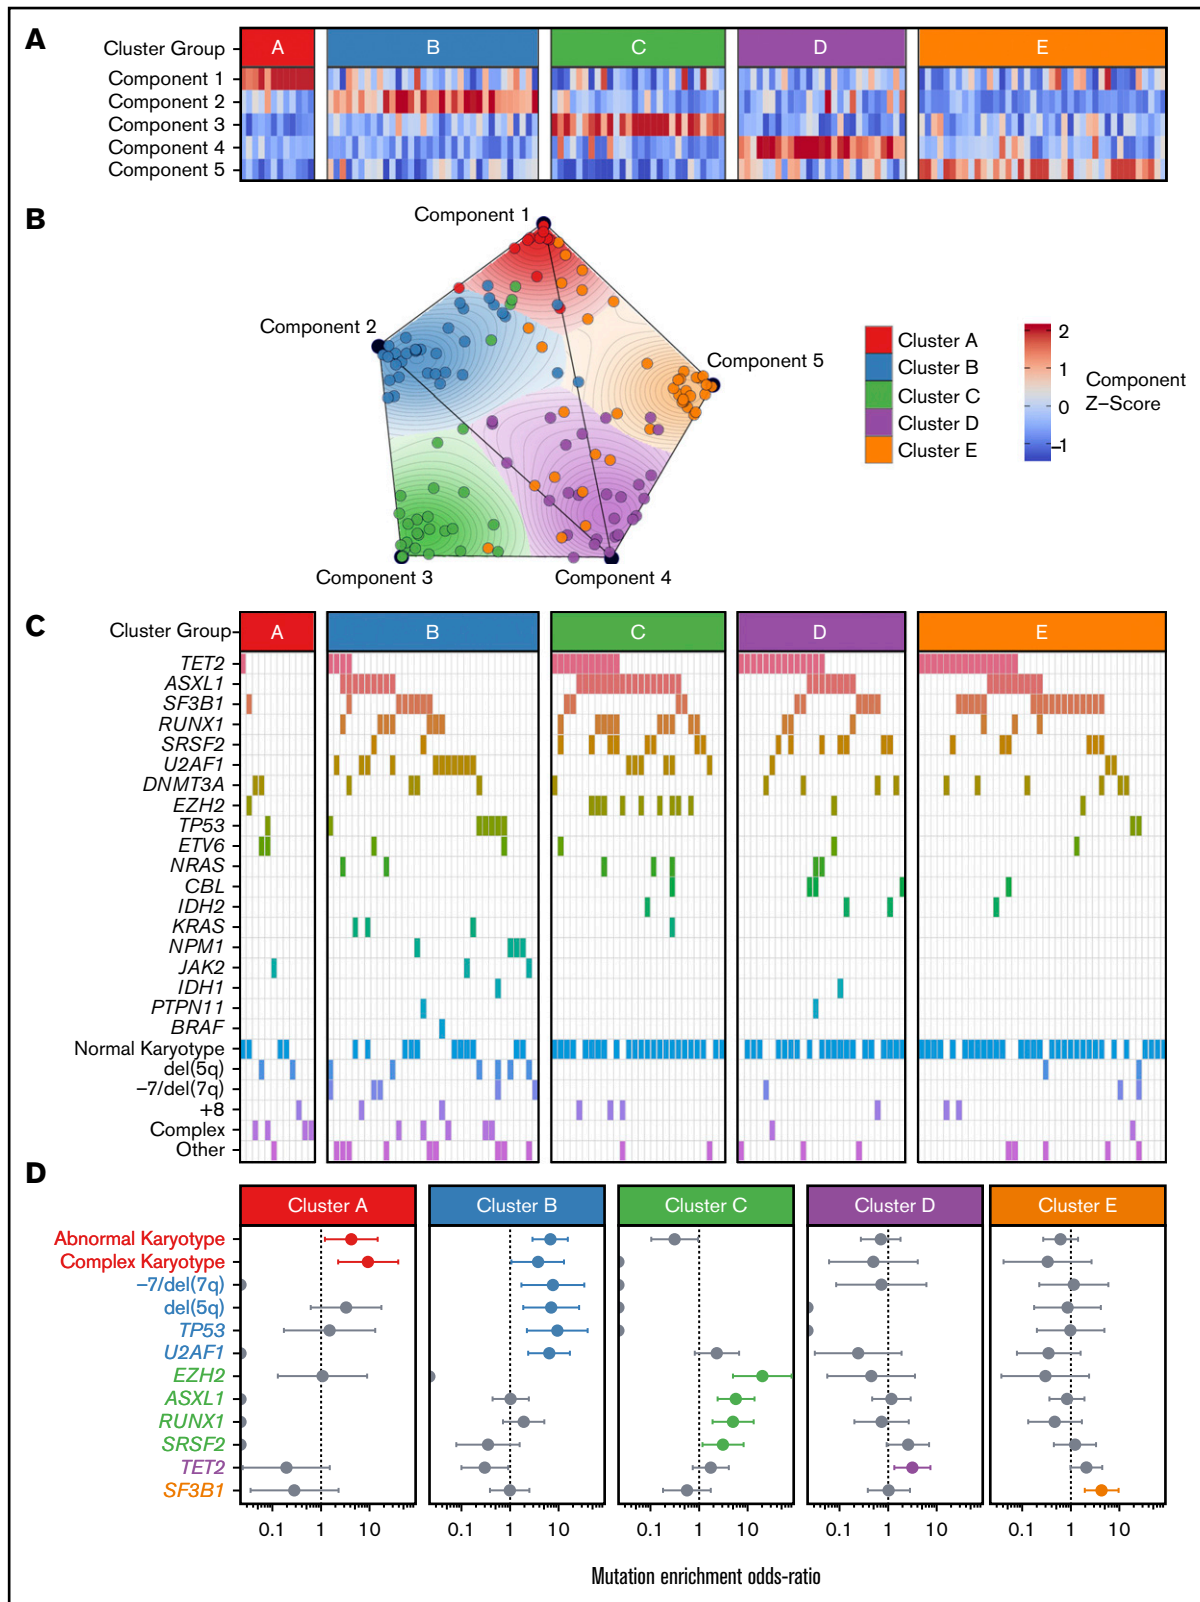 A
Cluster Group
A
B
C
D
E
Component 1
Component 2
Component 3
Component 4
Component 5
B
Component 1
Component 2
Component 5
Component 3
Component 4
Cluster A
Cluster B
Cluster C
Cluster D
Cluster E
2
1
0
−1
Component
Z−Score
C
Cluster Group
A
B
C
D
E
TET2
ASXL1
SF3B1
RUNX1
SRSF2
U2AF1
DNMT3A
EZH2
TP53
ETV6
NRAS
CBL
IDH2
KRAS
NPM1
JAK2
IDH1
PTPN11
BRAF
Normal Karyotype
del(5q)
−7/del(7q)
+8
Complex
Other
D
Cluster A
Cluster B
Cluster C
Cluster D
Cluster E
Abnormal Karyotype
Complex Karyotype
−7/del(7q)
del(5q)
TP53
U2AF1
EZH2
ASXL1
RUNX1
SRSF2
TET2
SF3B1
0.1 1 10
0.1 1 10
0.1 1 10
0.1 1 10
0.1 1 10
Mutation enrichment odds-ratio